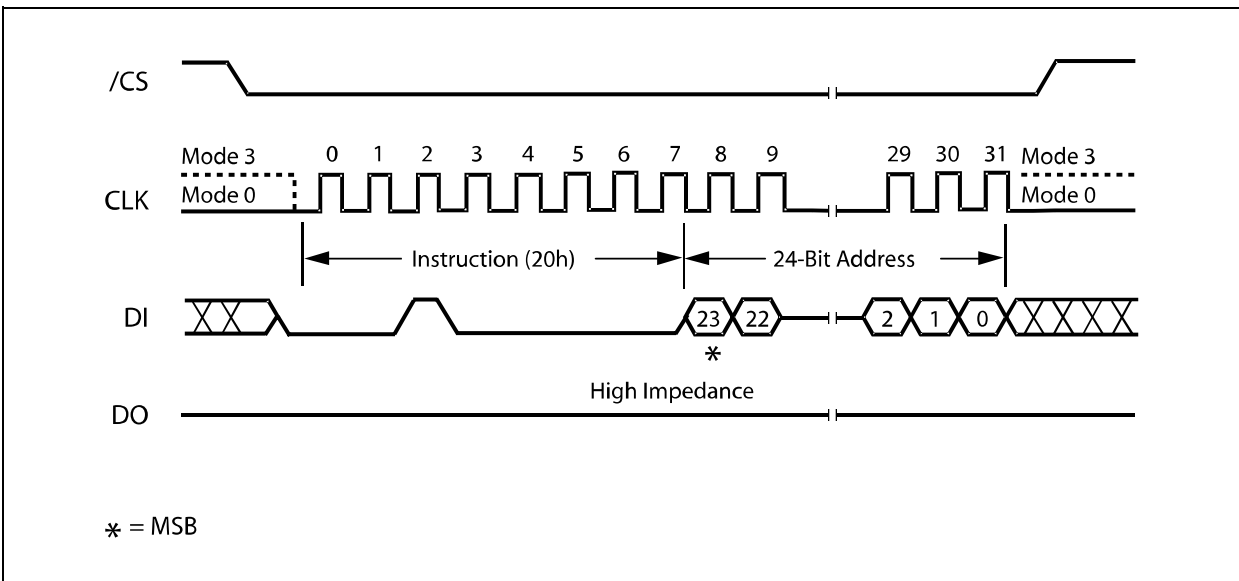 /CS
Mode 3 0 1 2 3 4 5 6 7 8 9 29 30 31 Mode 3
CLK Mode 0 Mode 0
Instruction (20h) 24-Bit Address
DI 23 22 2 1 0
*
High Impedance
DO
* = MSB